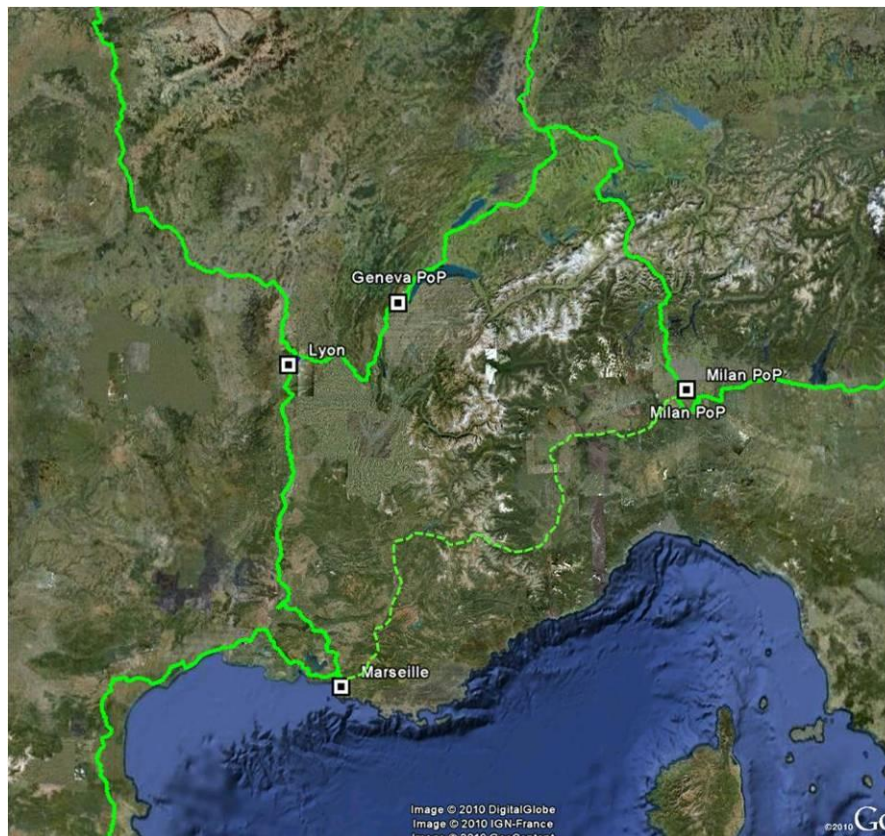 Geneva PoP
Lyon
Milan PoP
Milan PoP
Marseille
Image © 2010 DigitalGlobe
Image © 2010 IGN-France
©2010